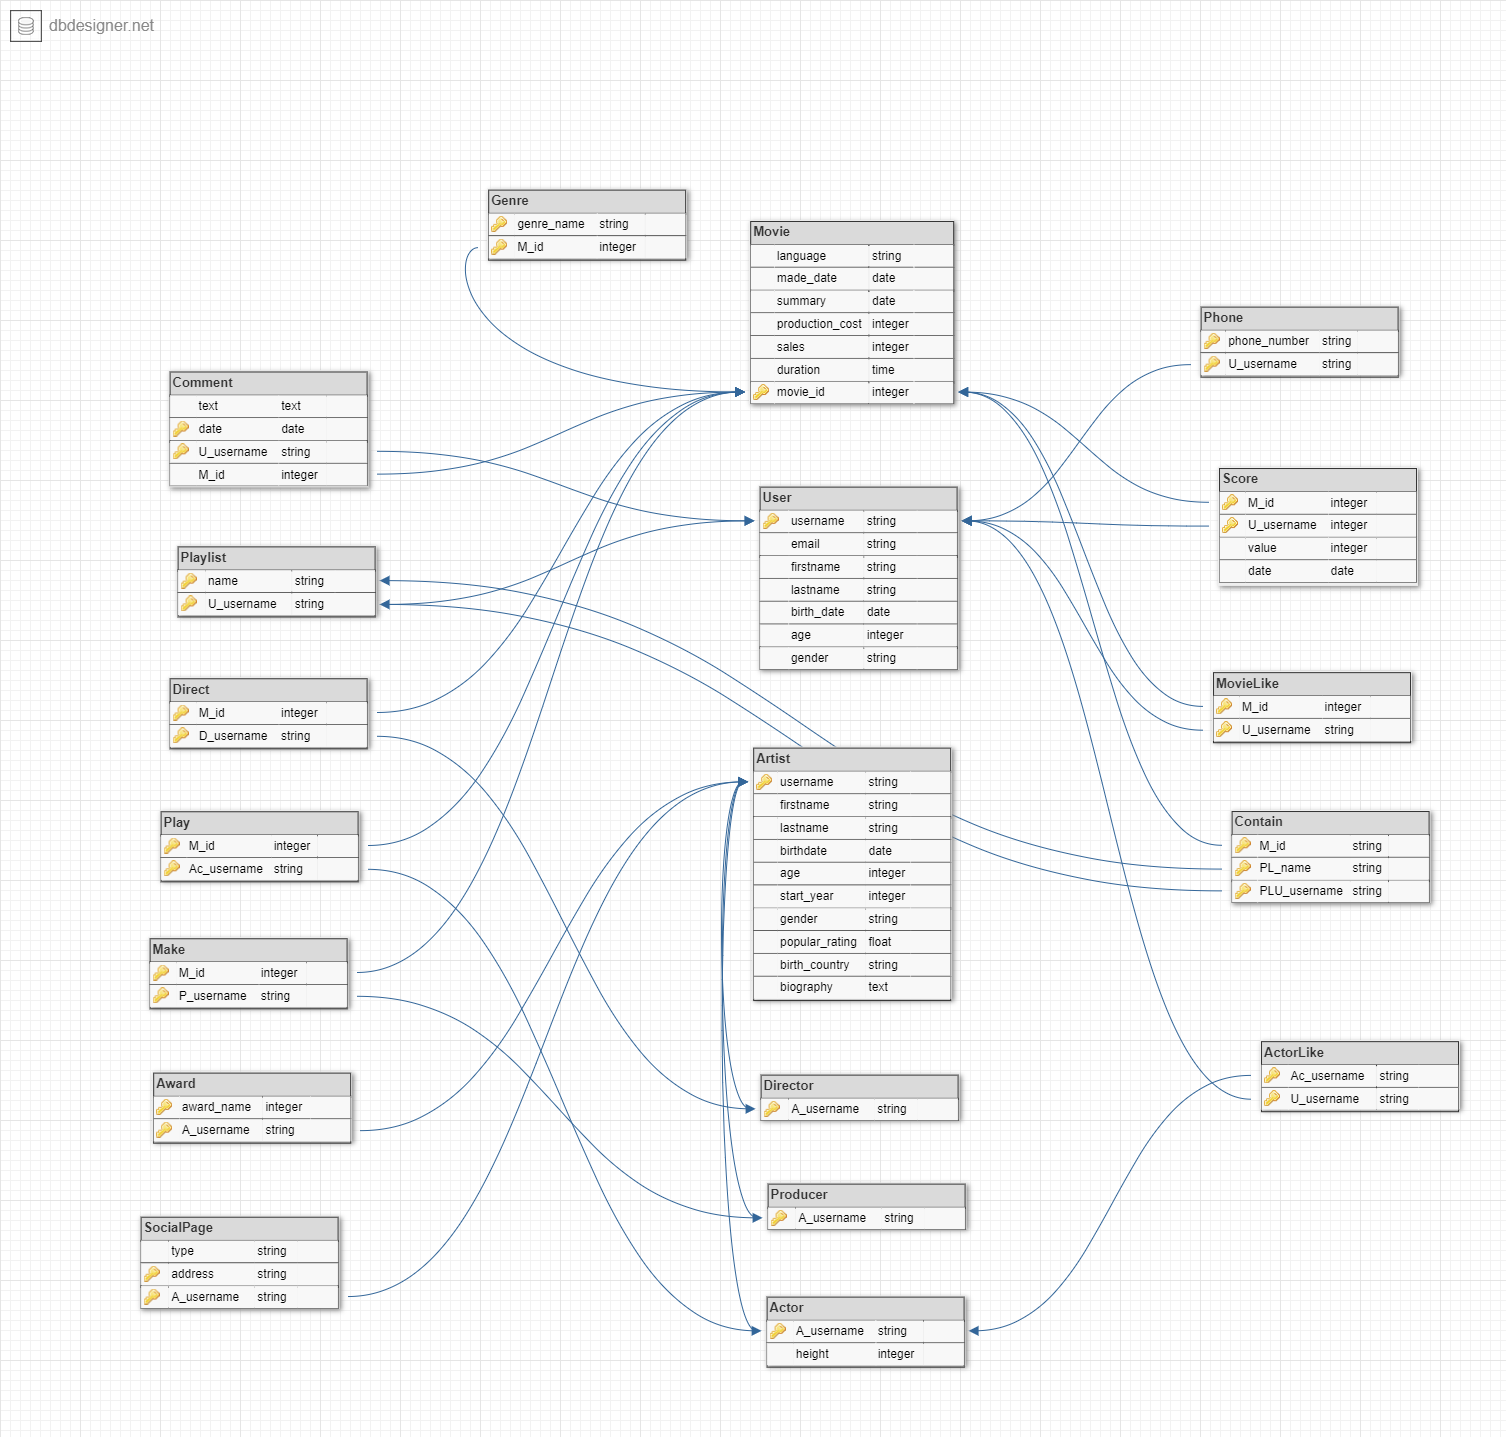 dbdesigner.net
Genre
genre_name string
M_id integer
Movie
language string
made_date date
summary date
production_cost integer
sales integer
duration time
movie_id integer
Phone
phone_number string
U_username string
Comment
text text
date date
U_username string
M_id integer
Score
M_id integer
U_username integer
value integer
date date
User
username string
email string
firstname string
lastname string
birth_date date
age integer
gender string
Playlist
name string
U_username string
Direct
M_id integer
D_username string
MovieLike
M_id integer
U_username string
Artist
username string
firstname string
lastname string
birthdate date
age integer
start_year integer
gender string
popular_rating float
birth_country string
biography text
Play
M_id integer
Ac_username string
Contain
M_id string
PL_name string
PLU_username string
Make
M_id integer
P_username string
ActorLike
Ac_username string
U_username string
Award
award_name integer
A_username string
Director
A_username string
Producer
A_username string
SocialPage
type string
address string
A_username string
Actor
A_username string
height integer